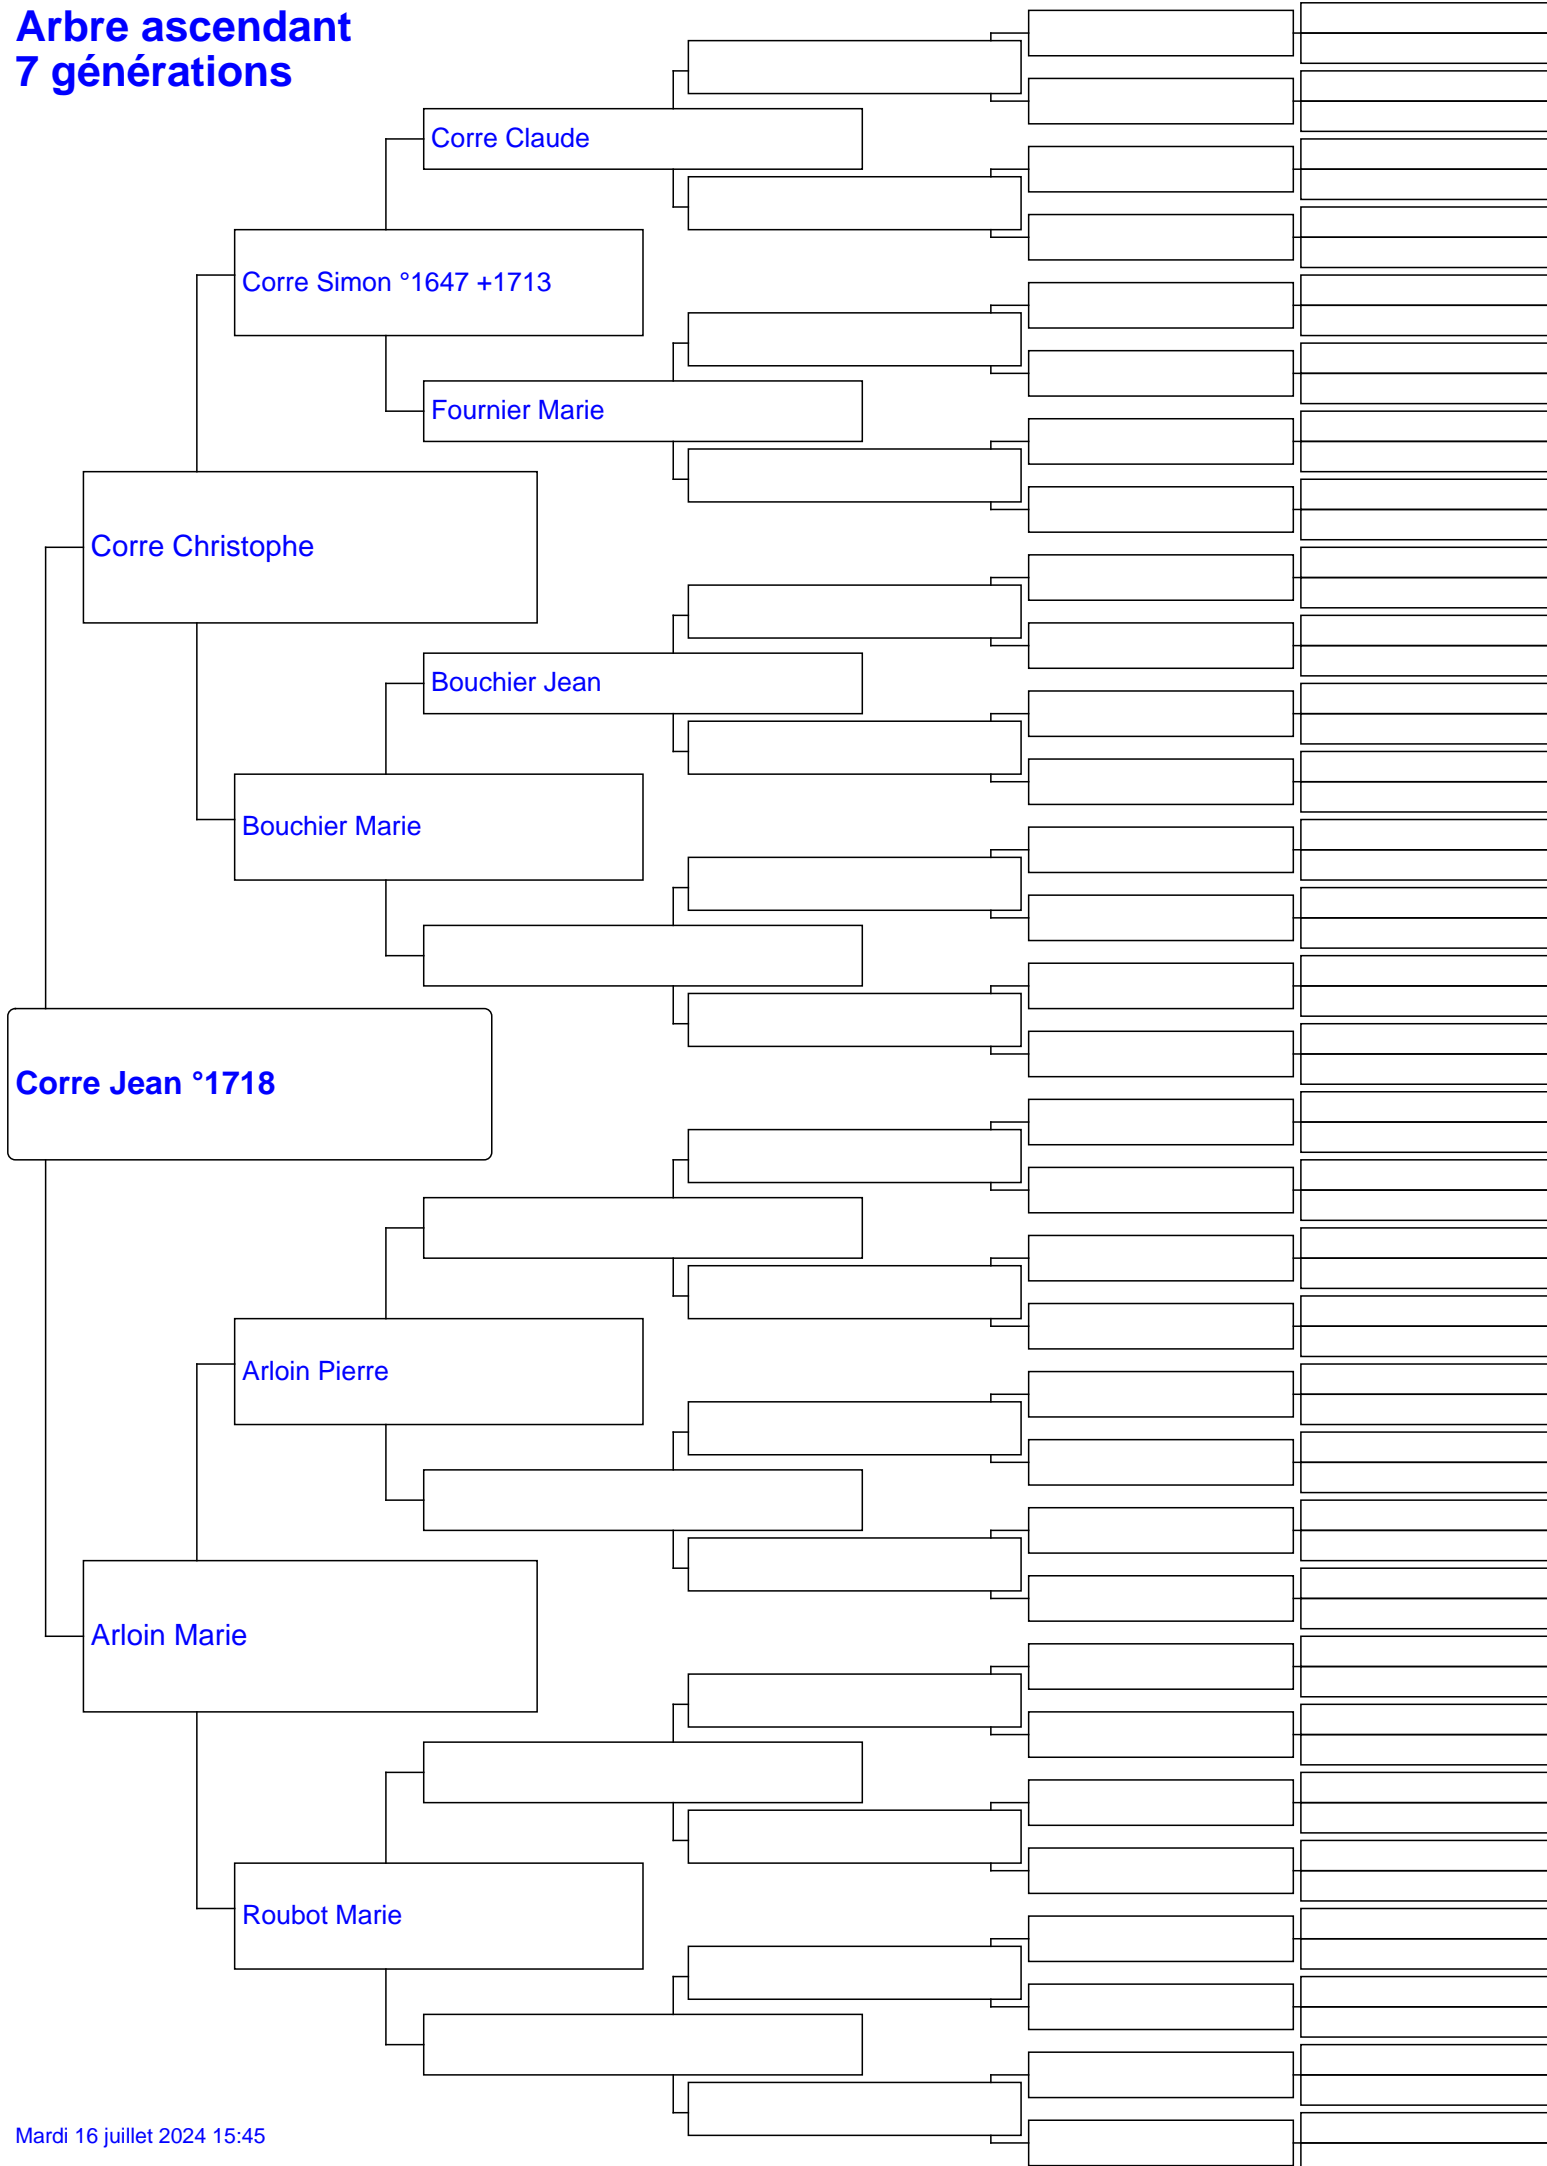 Arbre ascendant
7 générations
Corre Claude
Corre Simon °1647 +1713
Fournier Marie
Corre Christophe
Bouchier Jean
Bouchier Marie
Corre Jean °1718
Arloin Pierre
Arloin Marie
Roubot Marie
Mardi 16 juillet 2024 15:45